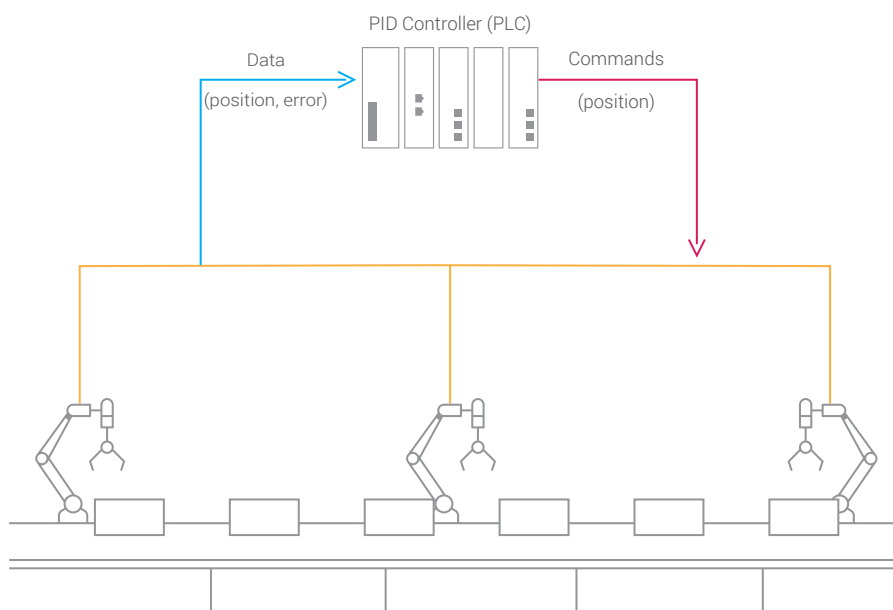 PID Controller (PLC)
Data
(position, error)
Commands
(position)